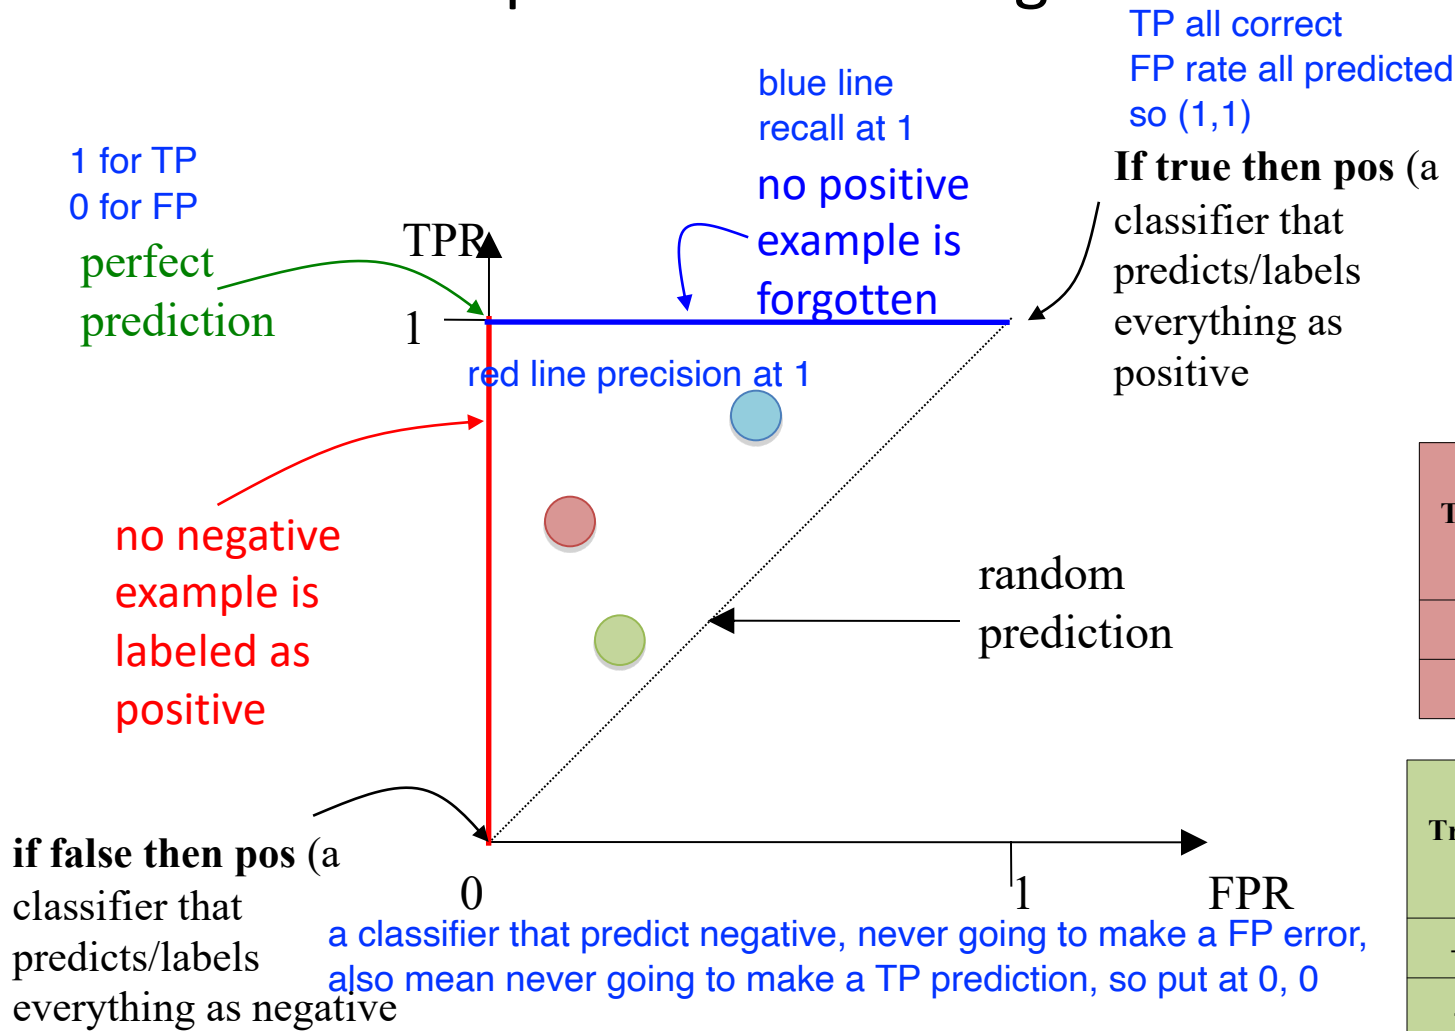 TP all correct
FP rate all predicted
so (1,1)
blue line
recall at 1
no positive
example is
forgotten
If true then pos (a
classifier that
predicts/labels
everything as
positive
1 for TP
0 for FP
perfect
prediction
TPR
1
red line precision at 1
no negative
example is
labeled as
positive
random
prediction
if false then pos (a
classifier that
predicts/labels
everything as negative
0
1
FPR
a classifier that predict negative, never going to make a FP error,
also mean never going to make a TP prediction, so put at 0, 0